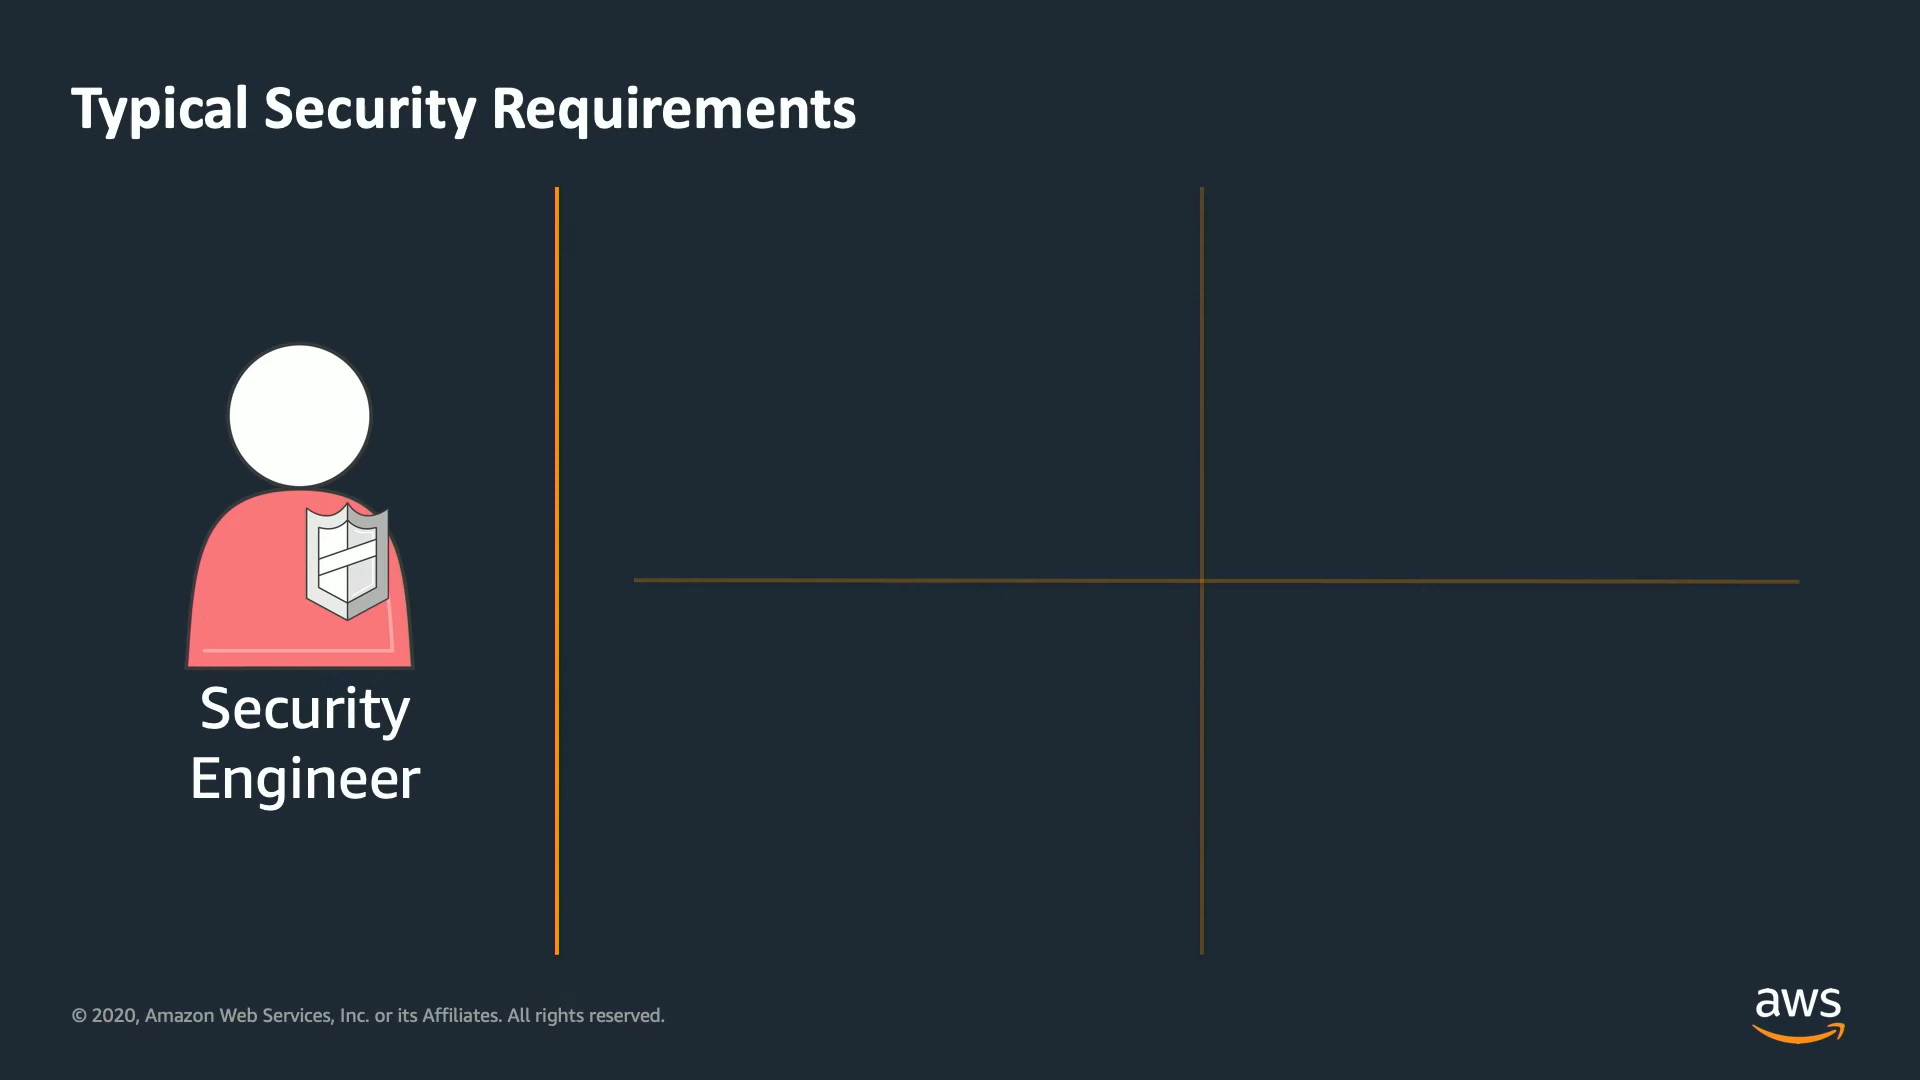 Typical Security Requirements
Security
Engineer
© 2020, Amazon Web Services, Inc. or its Affiliates. All rights reserved.
aws